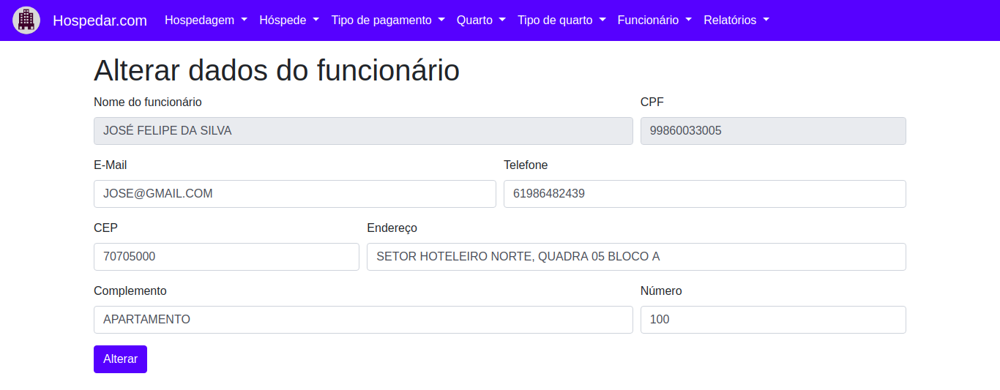 Hospedar.com Hospedagem Hóspede Tipo de pagamento Quarto Tipo de quarto Funcionário Relatórios
Alterar dados do funcionário
Nome do funcionário CPF
JOSÉ FELIPE DA SILVA 99860033005
E-Mail Telefone
JOSE@GMAIL.COM 61986482439
CEP Endereço
70705000 SETOR HOTELEIRO NORTE, QUADRA 05 BLOCO A
Complemento Número
APARTAMENTO 100
Alterar